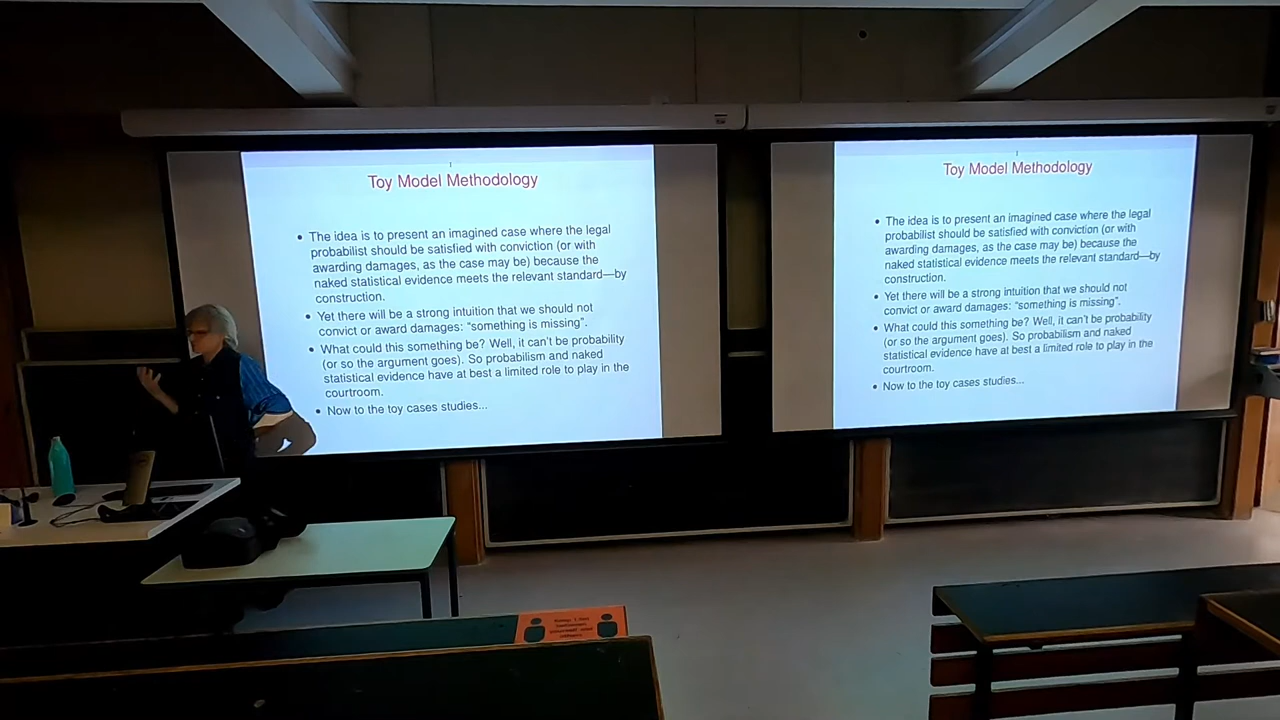 Toy Model Methodology
• The idea is to present an imagined case where the legal
probabilist should be satisfied with conviction (or with
awarding damages, as the case may be) because the
naked statistical evidence meets the relevant standard—by
construction.
• Yet there will be a strong intuition that we should not
convict or award damages: “something is missing”.
• What could this something be? Well, it can't be probability
(or so the argument goes). So probabilism and naked
statistical evidence have at best a limited role to play in the
courtroom.
• Now to the toy cases studies...
Toy Model Methodology
• The idea is to present an imagined case where the legal
probabilist should be satisfied with conviction (or with
awarding damages, as the case may be) because the
naked statistical evidence meets the relevant standard—by
construction.
• Yet there will be a strong intuition that we should not
convict or award damages: “something is missing”.
• What could this something be? Well, it can't be probability
(or so the argument goes). So probabilism and naked
statistical evidence have at best a limited role to play in the
courtroom.
• Now to the toy cases studies...